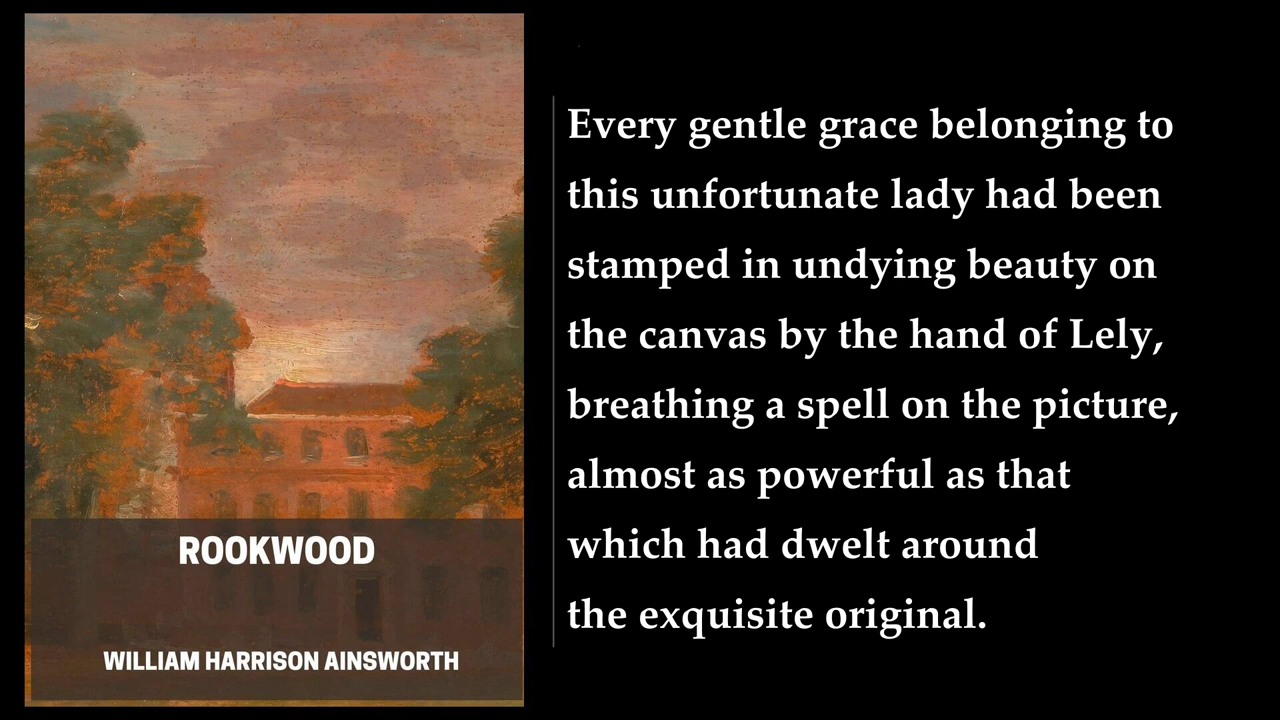 ROOKWOOD
WILLIAM HARRISON AINSWORTH
Every gentle grace belonging to
this unfortunate lady had been
stamped in undying beauty on
the canvas by the hand of Lely,
breathing a spell on the picture,
almost as powerful as that
which had dwelt around
the exquisite original.